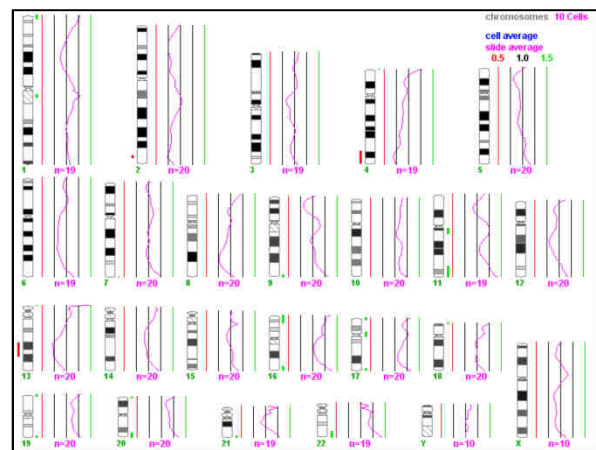 chromosomes 10 Cells
cell average
slide average
0.5 1.0 1.5
1 n=19
2 n=20
3 n=19
4 n=19
5 n=20
6 n=19
7 n=20
8 n=20
9 n=20
10 n=20
11 n=19
12 n=20
13 n=20
14 n=20
15 n=20
16 n=20
17 n=20
18 n=20
19 n=20
20 n=20
21 n=19
22 n=19
Y n=10
X n=10